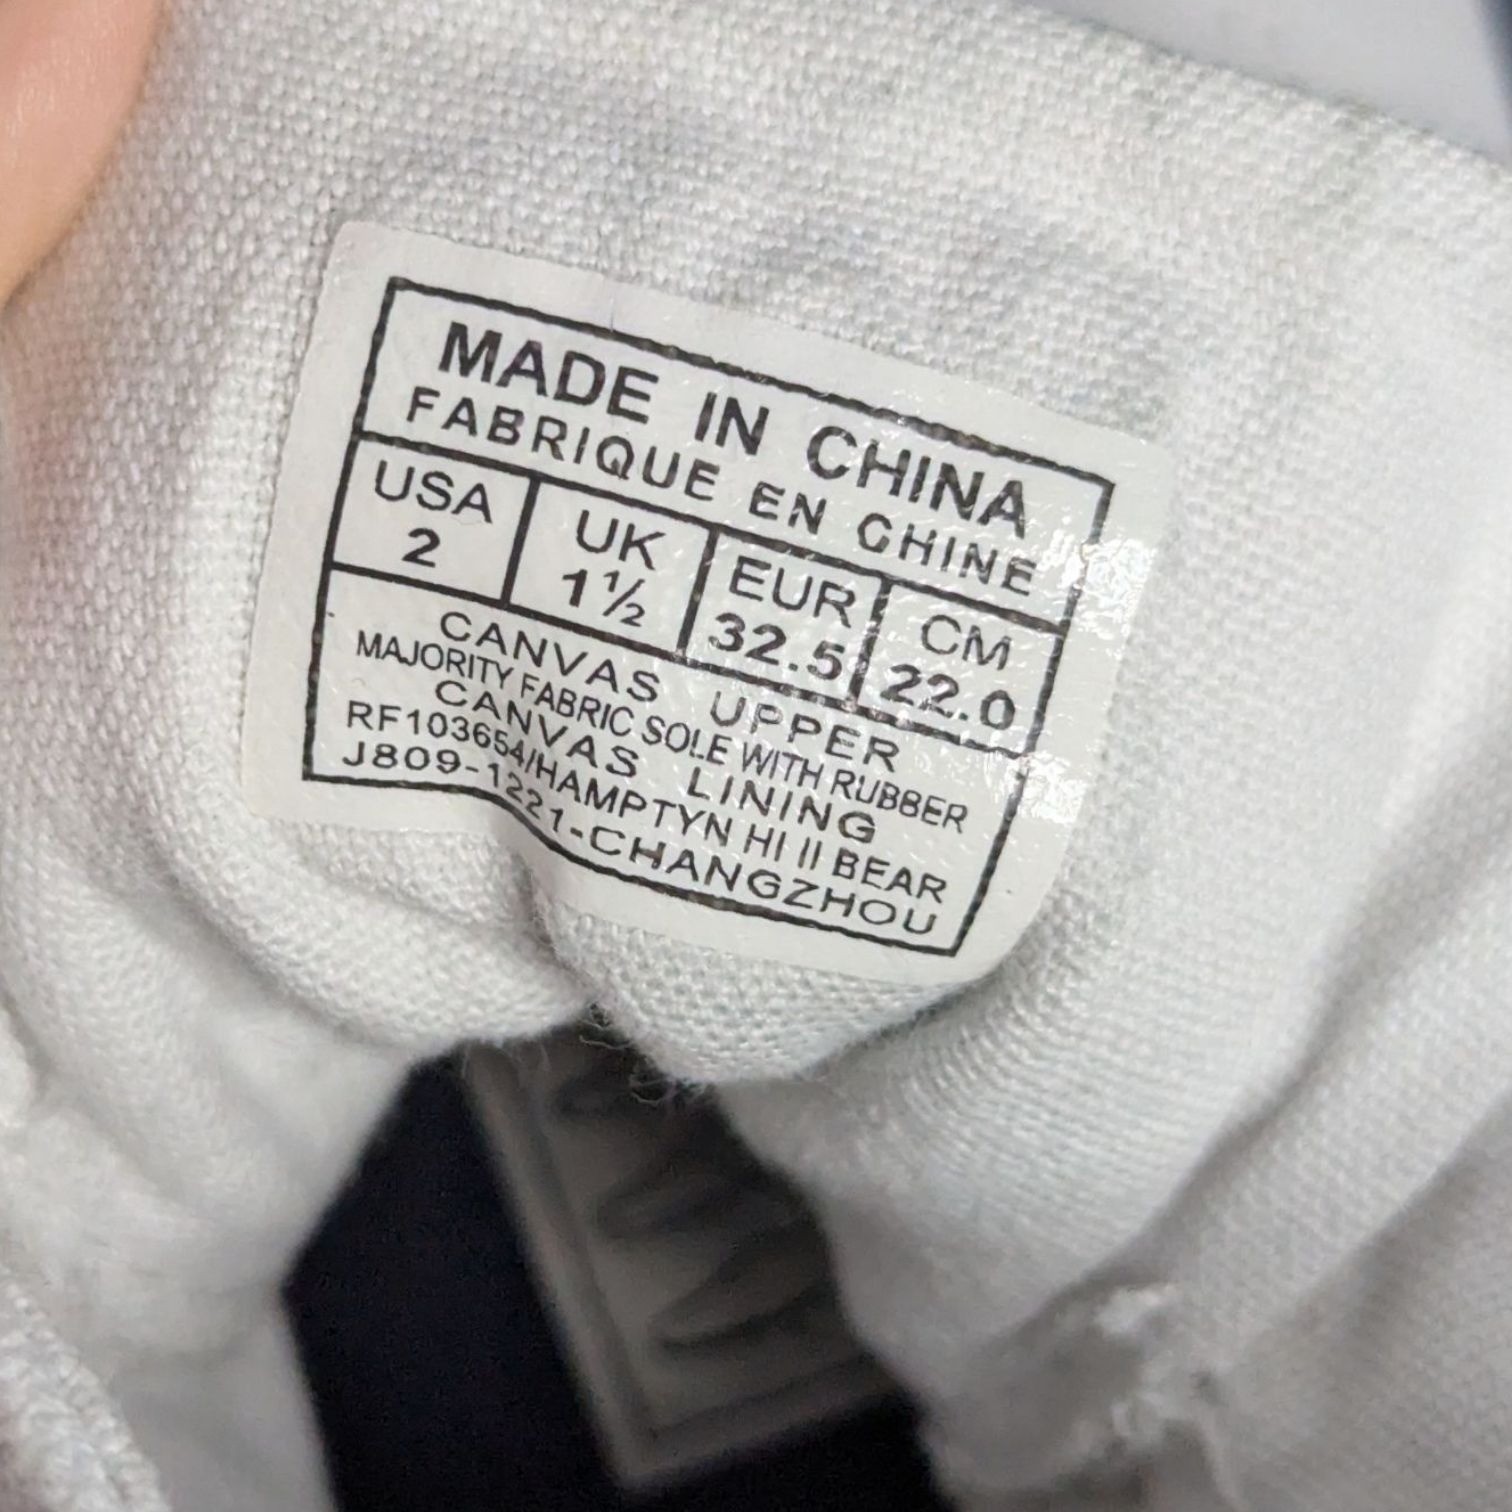 MADE IN CHINA
FABRIQUE EN CHINE
USA UK EUR CM
2 1½ 32.5 22.0
CANVAS UPPER
MAJORITY FABRIC SOLE WITH RUBBER
CANVAS LINING
RF103654/HAMPTYN HI II BEAR
J809-1221-CHANGZHOU